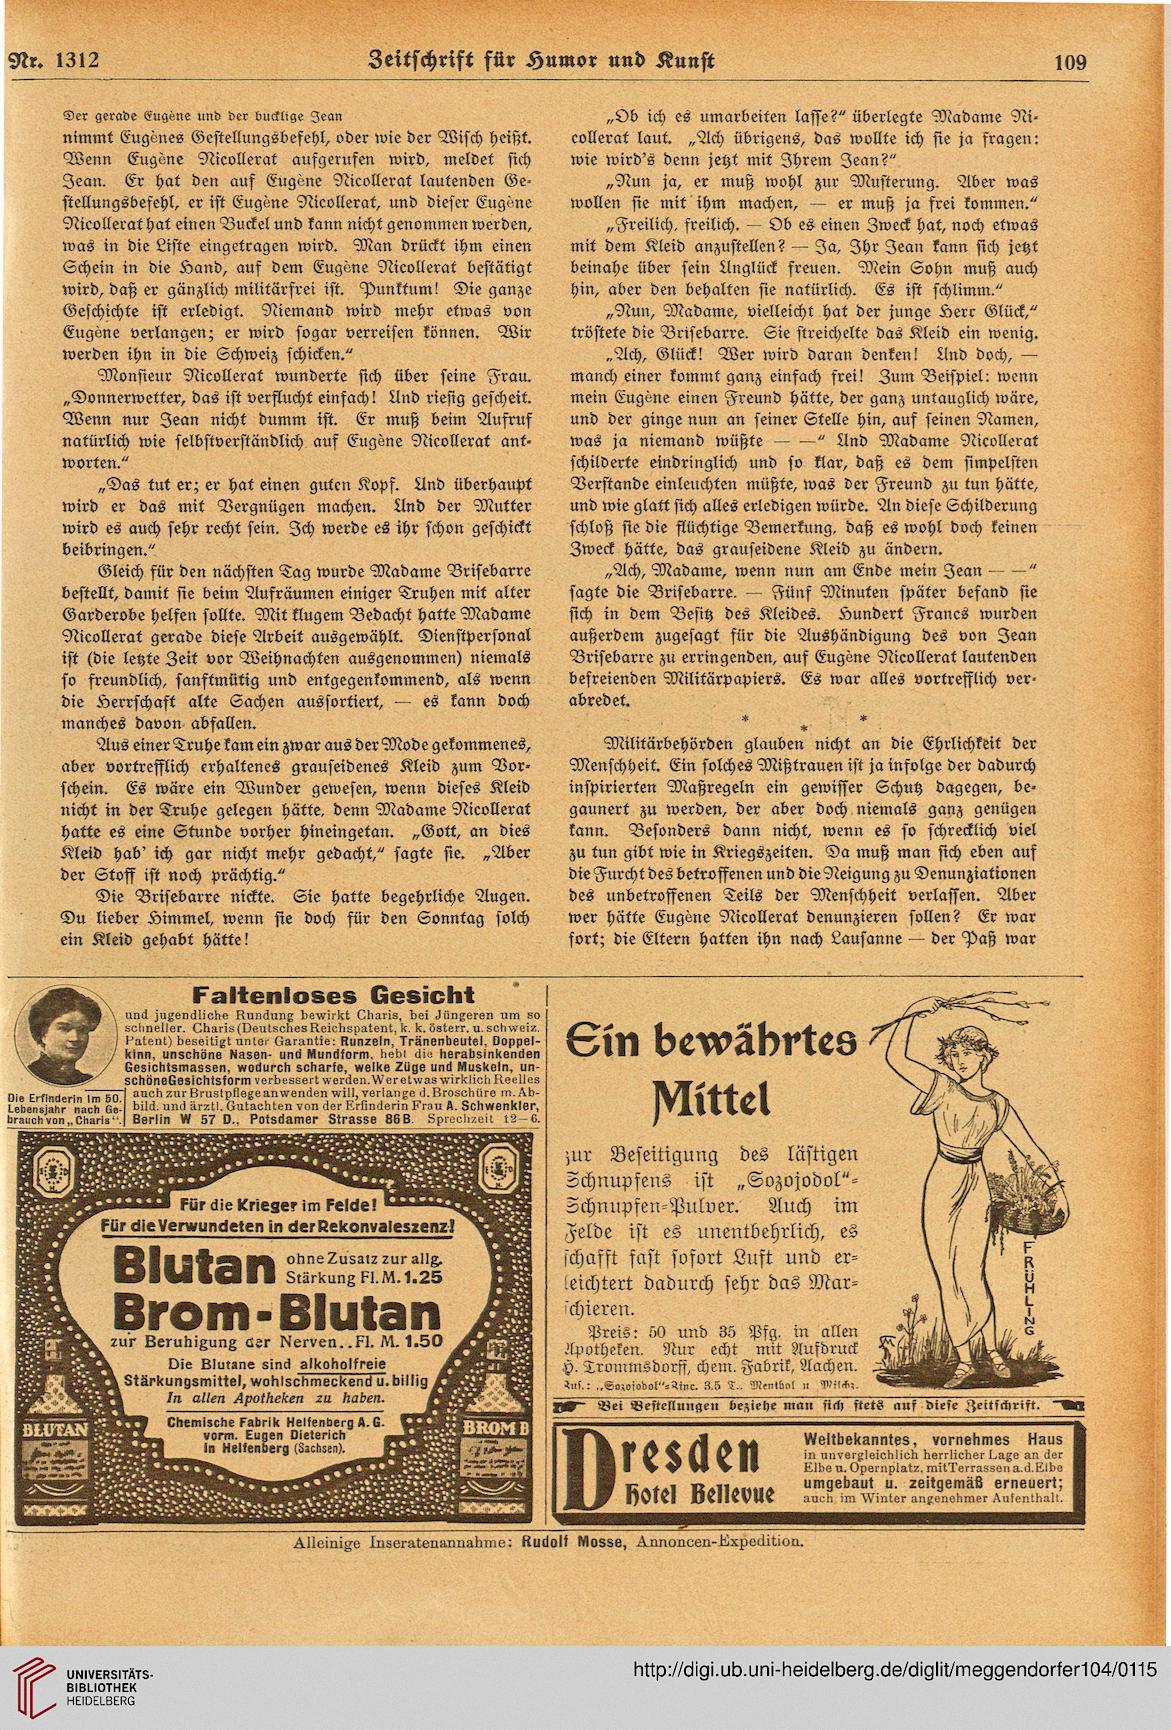 Nr. 1312
Zeitschrift für Humor und Kunst
109
Der gerade Eugène und der bucklige Jean
nimmt Eugènes Gestellungsbefehl, oder wie der Wisch heißt.
Wenn Eugène Nicollerat aufgerufen wird, meldet sich
Jean. Er hat den auf Eugène Nicollerat lautenden Ge-
stellungsbefehl, er ist Eugène Nicollerat, und dieser Eugène
Nicollerat hat einen Buckel und kann nicht genommen werden,
was in die Liste eingetragen wird. Man drückt ihm einen
Schein in die Hand, auf dem Eugène Nicollerat bestätigt
wird, daß er gänzlich militärfrei ist. Punktum! Die ganze
Geschichte ist erledigt. Niemand wird mehr etwas von
Eugène verlangen; er wird sogar verreisen können. Wir
werden ihn in die Schweiz schicken.“
Monsieur Nicollerat wunderte sich über seine Frau.
„Donnerwetter, das ist verflucht einfach! Und riesig gescheit.
Wenn nur Jean nicht dumm ist. Er muß beim Aufruf
natürlich wie selbstverständlich auf Eugène Nicollerat ant-
worten.“
„Das tut er; er hat einen guten Kopf. Und überhaupt
wird er das mit Vergnügen machen. Und der Mutter
wird es auch sehr recht sein. Ich werde es ihr schon geschickt
beibringen.“
Gleich für den nächsten Tag wurde Madame Brisebarre
bestellt, damit sie beim Aufräumen einiger Truhen mit alter
Garderobe helfen sollte. Mit klugem Bedacht hatte Madame
Nicollerat gerade diese Arbeit ausgewählt. Dienstpersonal
ist (die letzte Zeit vor Weihnachten ausgenommen) niemals
so freundlich, sanftmütig und entgegenkommend, als wenn
die Herrschaft alte Sachen aussortiert, — es kann doch
manches davon abfallen.
Aus einer Truhe kam ein zwar aus der Mode gekommenes,
aber vortrefflich erhaltenes grauseidenes Kleid zum Vor-
schein. Es wäre ein Wunder gewesen, wenn dieses Kleid
nicht in der Truhe gelegen hätte, denn Madame Nicollerat
hatte es eine Stunde vorher hineingetan. „Gott, an dies
Kleid hab' ich gar nicht mehr gedacht,“ sagte sie. „Aber
der Stoff ist noch prächtig.“
Die Brisebarre nickte. Sie hatte begehrliche Augen.
Du lieber Himmel, wenn sie doch für den Sonntag solch
ein Kleid gehabt hätte!
„Ob ich es umarbeiten lasse?“ überlegte Madame Ni-
collerat laut. „Ach übrigens, das wollte ich sie ja fragen:
wie wird's denn jetzt mit Ihrem Jean?“
„Nun ja, er muß wohl zur Musterung. Aber was
wollen sie mit ihm machen, — er muß ja frei kommen.“
„Freilich, freilich. — Ob es einen Zweck hat, noch etwas
mit dem Kleid anzustellen? — Ja, Ihr Jean kann sich jetzt
beinahe über sein Unglück freuen. Mein Sohn muß auch
hin, aber den behalten sie natürlich. Es ist schlimm.“
„Nun, Madame, vielleicht hat der junge Herr Glück,“
tröstete die Brisebarre. Sie streichelte das Kleid ein wenig.
„Ach, Glück! Wer wird daran denken! Und doch, —
manch einer kommt ganz einfach frei! Zum Beispiel: wenn
mein Eugène einen Freund hätte, der ganz untauglich wäre,
und der ginge nun an seiner Stelle hin, auf seinen Namen,
was ja niemand wüßte — —“ Und Madame Nicollerat
schilderte eindringlich und so klar, daß es dem simpelsten
Verstande einleuchten müßte, was der Freund zu tun hätte,
und wie glatt sich alles erledigen würde. An diese Schilderung
schloß sie die flüchtige Bemerkung, daß es wohl doch keinen
Zweck hätte, das grauseidene Kleid zu ändern.
„Ach, Madame, wenn nun am Ende mein Jean — —“
sagte die Brisebarre. — Fünf Minuten später befand sie
sich in dem Besitz des Kleides. Hundert Francs wurden
außerdem zugesagt für die Aushändigung des von Jean
Brisebarre zu erringenden, auf Eugène Nicollerat lautenden
befreienden Militärpapiers. Es war alles vortrefflich ver-
abredet.
* * *
Militärbehörden glauben nicht an die Ehrlichkeit der
Menschheit. Ein solches Mißtrauen ist ja infolge der dadurch
inspirierten Maßregeln ein gewisser Schutz dagegen, be-
gaunert zu werden, der aber doch niemals ganz genügen
kann. Besonders dann nicht, wenn es so schrecklich viel
zu tun gibt wie in Kriegszeiten. Da muß man sich eben auf
die Furcht des betroffenen und die Neigung zu Denunziationen
des unbetroffenen Teils der Menschheit verlassen. Aber
wer hätte Eugène Nicollerat denunzieren sollen? Er war
fort; die Eltern hatten ihn nach Lausanne — der Paß war
Faltenloses Gesicht
und jugendliche Rundung bewirkt Charis, bei Jüngeren um so
schneller. Charis (Deutsches Reichspatent, k. k. österr. u. schweiz.
Patent) beseitigt unter Garantie: Runzeln, Tränenbeutel, Doppel-
kinn, unschöne Nasen- und Mundform, hebt die herabsinkenden
Gesichtsmassen, wodurch scharfe, welke Züge und Muskeln, un-
schöne Gesichtsform verbessert werden. Wer etwas wirklich Reelles
auch zur Brustpflege anwenden will, verlange d. Broschüre m. Ab-
bild. und ärztl. Gutachten von der Erfinderin Frau A. Schwenkler,
Berlin W 57 D., Potsdamer Strasse 86 B. Sprechzeit 12—6.
Die Erfinderin im 50.
Lebensjahr nach Ge-
brauch von „Charis“.
Für die Krieger im Felde!
Für die Verwundeten in der Rekonvaleszenz!
Blutan ohne Zusatz zur allg.
Stärkung Fl. M. 1.25
Brom-Blutan
zur Beruhigung der Nerven.. Fl. M. 1.50
Die Blutane sind alkoholfreie
Stärkungsmittel, wohlschmeckend u. billig
In allen Apotheken zu haben.
Chemische Fabrik Helfenberg A. G.
vorm. Eugen Dieterich
in Helfenberg (Sachsen).
BLUTAN
BROM B
Ein bewährtes
Mittel
zur Beseitigung des lästigen
Schnupfens ist „Sozojodol“-
Schnupfen-Pulver. Auch im
Felde ist es unentbehrlich, es
schafft fast sofort Luft und er-
leichtert dadurch sehr das Mar-
schieren.
Preis: 50 und 35 Pfg. in allen
Apotheken. Nur echt mit Aufdruck
H. Trommsdorff, chem. Fabrik, Aachen.
Zus.: „Sozojodol“-Zinc. 3.5 T.. Menthol u Milchz.
FRÜHLING
Bei Bestellungen beziehe man sich stets auf diese Zeitschrift.
Dresden
Hotel Bellevue
Weltbekanntes, vornehmes Haus
in unvergleichlich herrlicher Lage an der
Elbe u. Opernplatz, mit Terrassen a. d. Elbe
umgebaut u. zeitgemäß erneuert;
auch im Winter angenehmer Aufenthalt.
Alleinige Inseratenannahme: Rudolf Mosse, Annoncen-Expedition.
UNIVERSITÄTS-
BIBLIOTHEK
HEIDELBERG
http://digi.ub.uni-heidelberg.de/diglit/meggendorfer104/0115